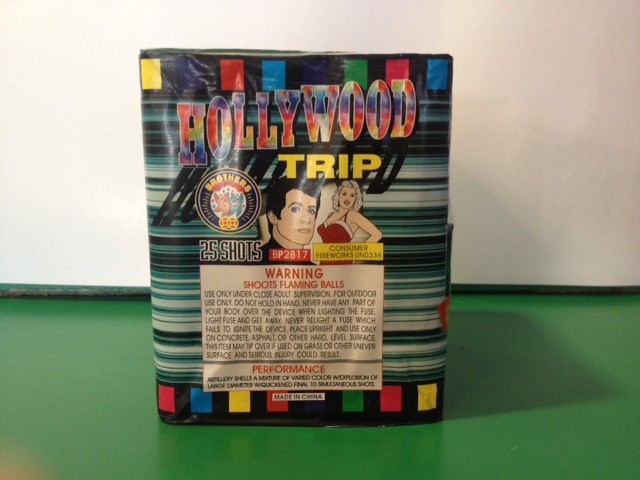 HOLLYWOOD
TRIP
BROTHERS
25 SHOTS
BP2817
CONSUMER
FIREWORKS UN0336
WARNING
SHOOTS FLAMING BALLS
USE ONLY UNDER CLOSE ADULT SUPERVISION. FOR OUTDOOR
USE ONLY. DO NOT HOLD IN HAND. NEVER HAVE ANY PART OF
YOUR BODY OVER THE DEVICE WHEN LIGHTING THE FUSE.
LIGHT FUSE AND GET AWAY. NEVER RELIGHT A FUSE WHICH
FAILS TO IGNITE THE DEVICE. PLACE UPRIGHT AND USE ONLY
ON CONCRETE, ASPHALT, OR OTHER HARD, LEVEL SURFACE.
THIS ITEM MAY TIP OVER IF USED ON GRASS OR OTHER UNEVEN
SURFACE AND SERIOUS INJURY COULD RESULT.
PERFORMANCE
ARTILLERY SHELLS A MIXTURE OF VARIED COLOR W/EXPLOSION OF
LARGE DIAMETER W/QUICKENED FINAL 10 SIMULTANEOUS SHOTS
MADE IN CHINA